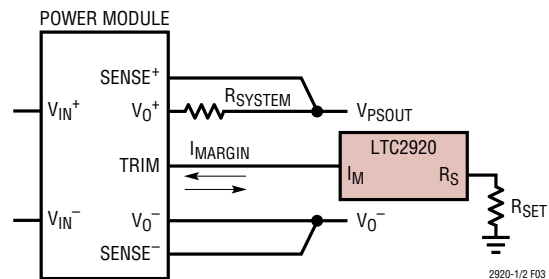 POWER MODULE
SENSE+
VIN+
VO+
RSYSTEM
VPSOUT
IMARGIN
LTC2920
TRIM
IM
RS
VIN−
VO−
VO−
RSET
SENSE−
2920-1/2 F03